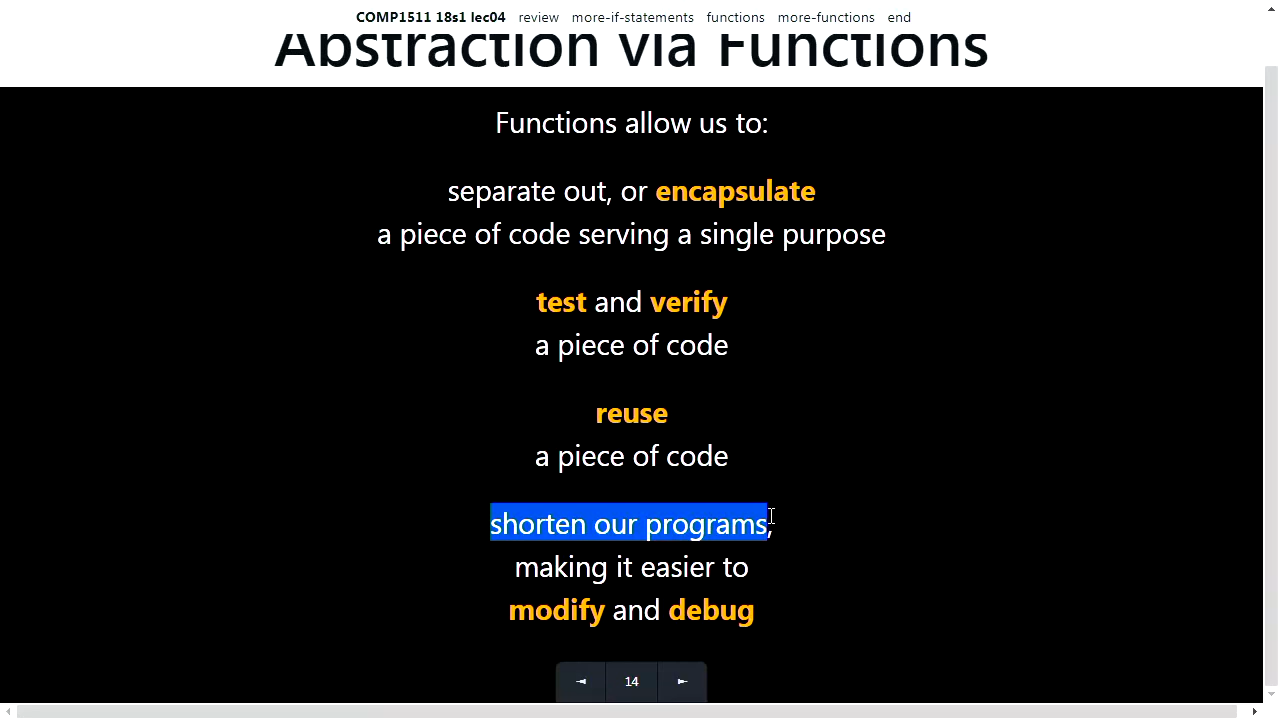 COMP1511 18s1 lec04 review more-if-statements functions more-functions end
Abstraction via Functions
Functions allow us to:
separate out, or encapsulate
a piece of code serving a single purpose
test and verify
a piece of code
reuse
a piece of code
shorten our programs,
making it easier to
modify and debug
14